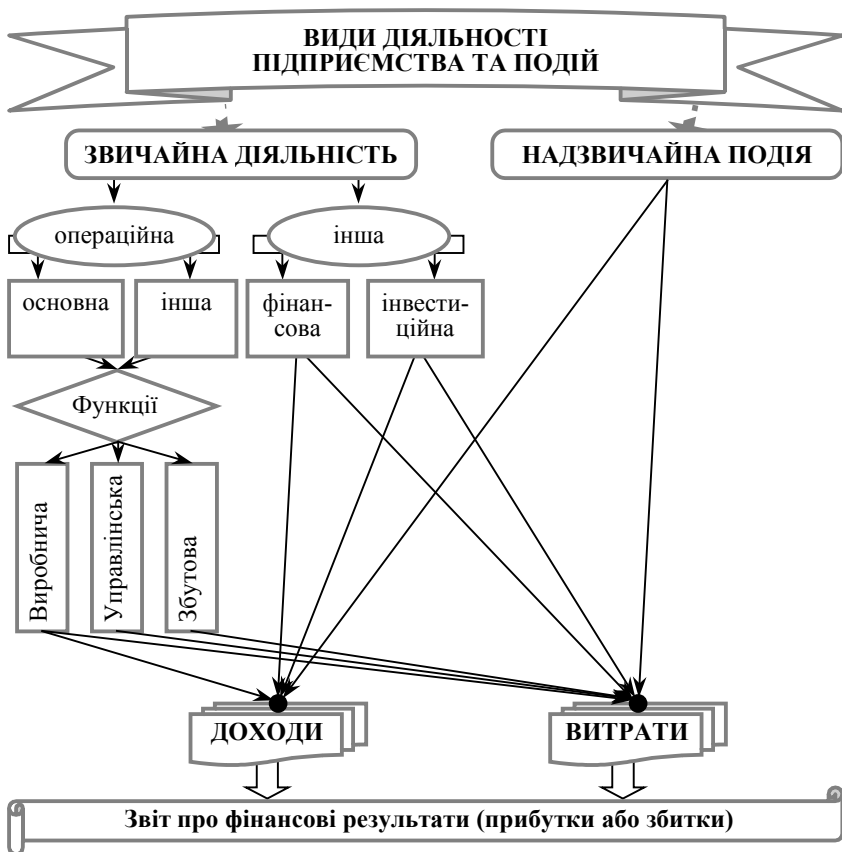 ВИДИ ДІЯЛЬНОСТІ
ПІДПРИЄМСТВА ТА ПОДІЙ
ЗВИЧАЙНА ДІЯЛЬНІСТЬ
НАДЗВИЧАЙНА ПОДІЯ
операційна
інша
основна
інша
фінан-
сова
інвести-
ційна
Функції
Виробнича
Управлінська
Збутова
ДОХОДИ
ВИТРАТИ
Звіт про фінансові результати (прибутки або збитки)